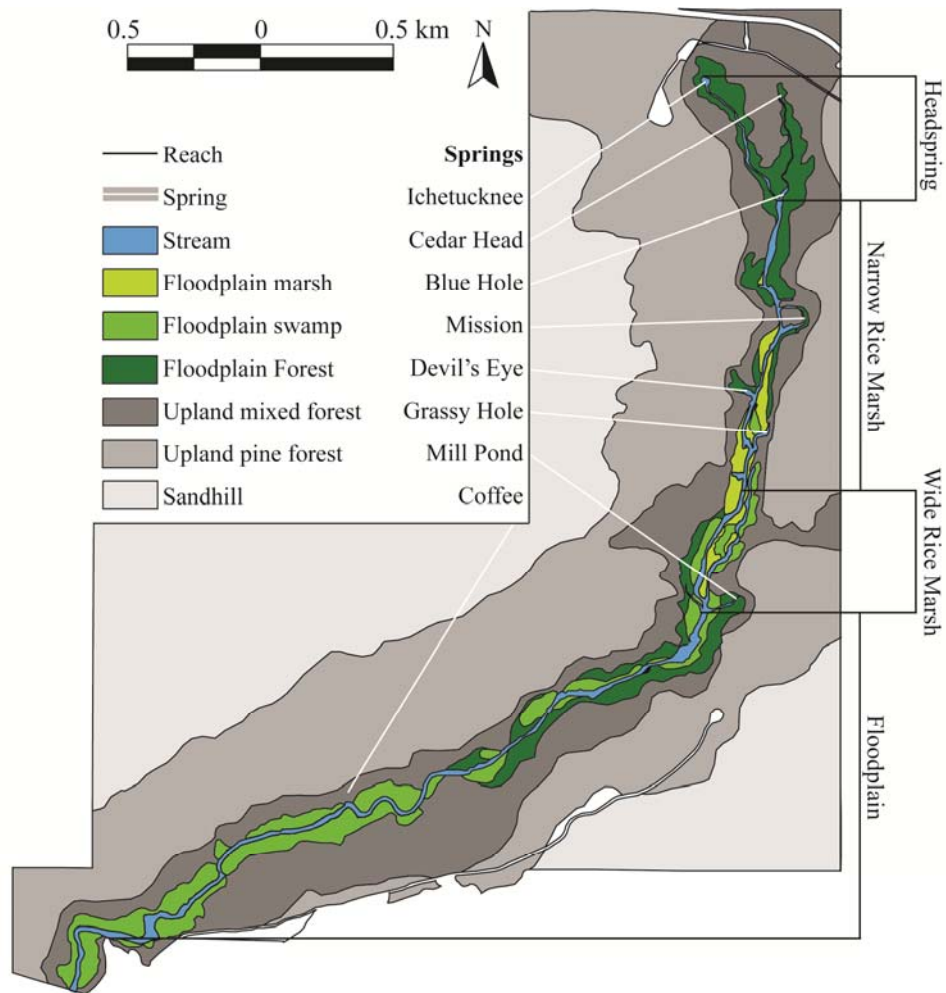 0.5 0 0.5 km
N
Reach
Spring
Stream
Floodplain marsh
Floodplain swamp
Floodplain Forest
Upland mixed forest
Upland pine forest
Sandhill
Springs
Ichetucknee
Cedar Head
Blue Hole
Mission
Devil's Eye
Grassy Hole
Mill Pond
Coffee
Headspring
Narrow Rice Marsh
Wide Rice Marsh
Floodplain